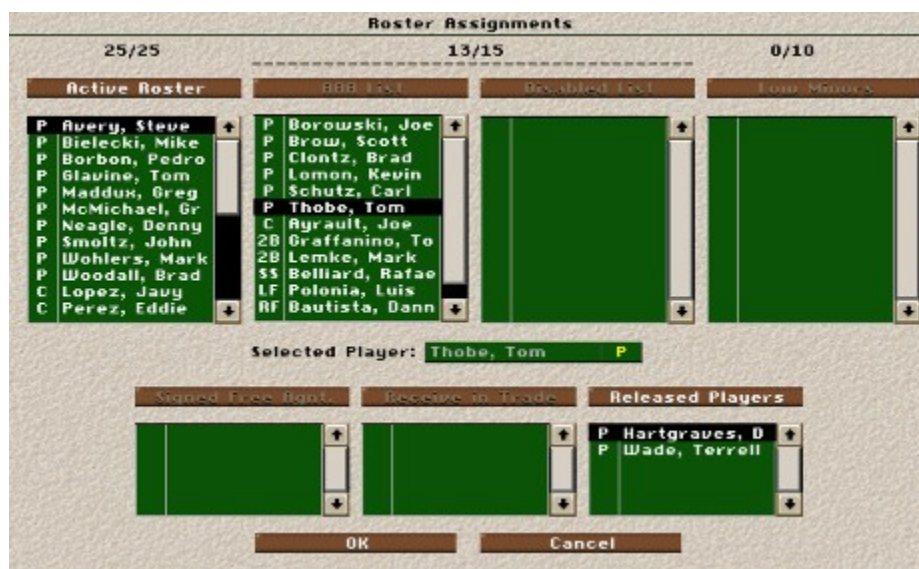 Roster Assignments
25/25 13/15 0/10
Active Roster AAA List Disabled List Low Minors
P Avery, Steve
P Bielecki, Mike
P Borbon, Pedro
P Glavine, Tom
P Maddux, Greg
P McMichael, Gr
P Neagle, Denny
P Smoltz, John
P Wohlers, Mark
P Woodall, Brad
C Lopez, Javy
C Perez, Eddie
P Borowski, Joe
P Brow, Scott
P Clontz, Brad
P Lomon, Kevin
P Schutz, Carl
P Thobe, Tom
C Ayrault, Joe
2B Graffanino, To
2B Lemke, Mark
SS Belliard, Rafae
LF Polonia, Luis
RF Bautista, Dann
Selected Player: Thobe, Tom P
Signed Free Agnt. Receive in Trade Released Players
P Hartgraves, D
P Wade, Terrell
OK Cancel